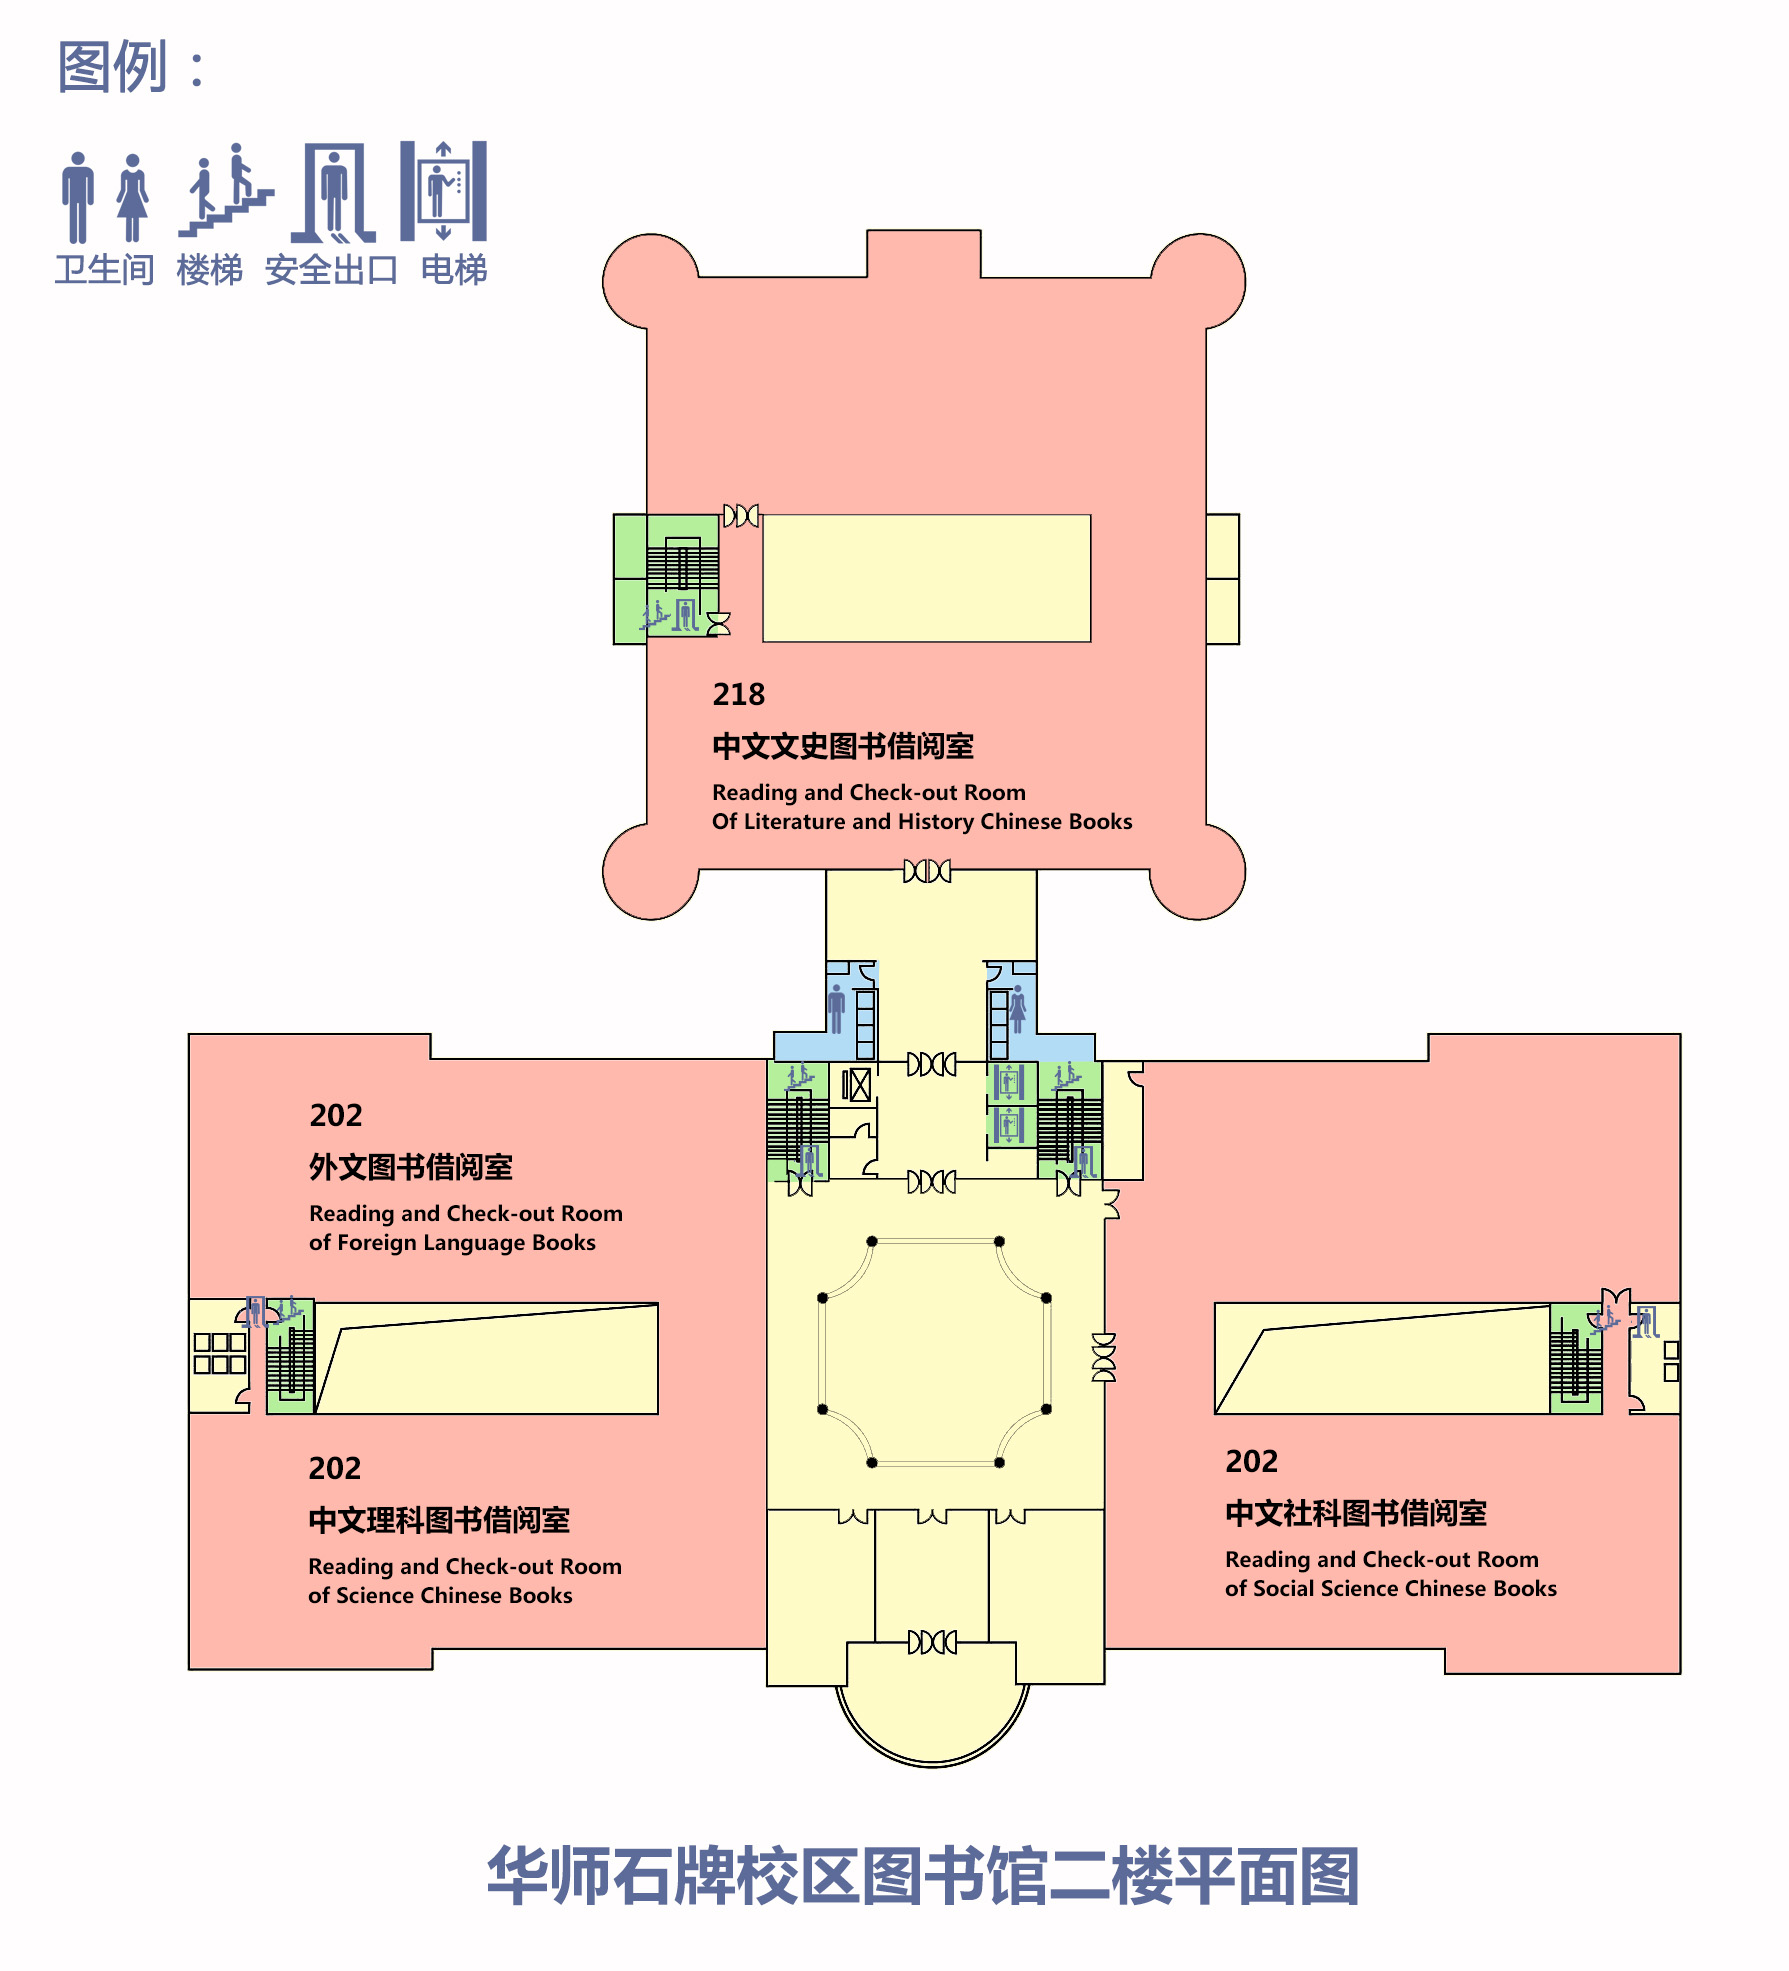 图例：
卫生间 楼梯 安全出口 电梯
218
中文文史图书借阅室
Reading and Check-out Room
Of Literature and History Chinese Books
202
外文图书借阅室
Reading and Check-out Room
of Foreign Language Books
202
中文理科图书借阅室
Reading and Check-out Room
of Science Chinese Books
202
中文社科图书借阅室
Reading and Check-out Room
of Social Science Chinese Books
华师石牌校区图书馆二楼平面图